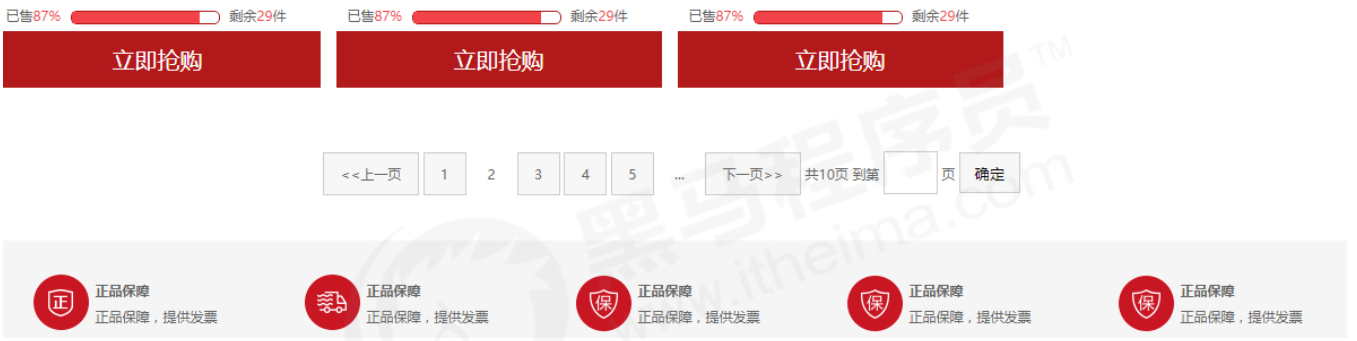 已售87% 剩余29件 已售87% 剩余29件 已售87% 剩余29件
立即抢购 立即抢购 立即抢购
<<上一页 1 2 3 4 5 ... 下一页>> 共10页 到第 页 确定
黑马程序员™
www.itheima.com
正 正品保障 正品保障 保 正品保障 保 正品保障 保 正品保障
正品保障，提供发票 正品保障，提供发票 正品保障，提供发票 正品保障，提供发票 正品保障，提供发票